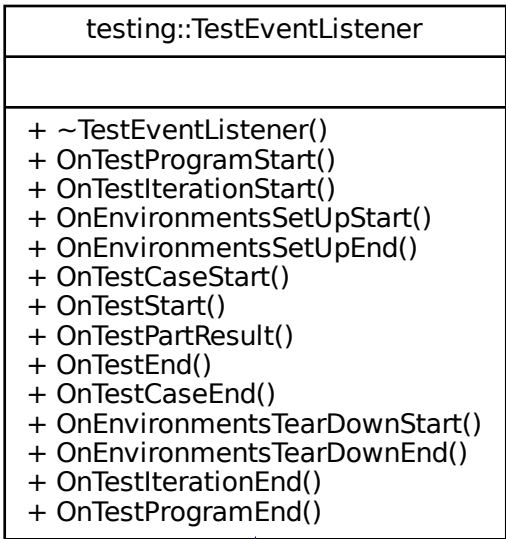 testing::TestEventListener
+ ~TestEventListener()
+ OnTestProgramStart()
+ OnTestIterationStart()
+ OnEnvironmentsSetUpStart()
+ OnEnvironmentsSetUpEnd()
+ OnTestCaseStart()
+ OnTestStart()
+ OnTestPartResult()
+ OnTestEnd()
+ OnTestCaseEnd()
+ OnEnvironmentsTearDownStart()
+ OnEnvironmentsTearDownEnd()
+ OnTestIterationEnd()
+ OnTestProgramEnd()